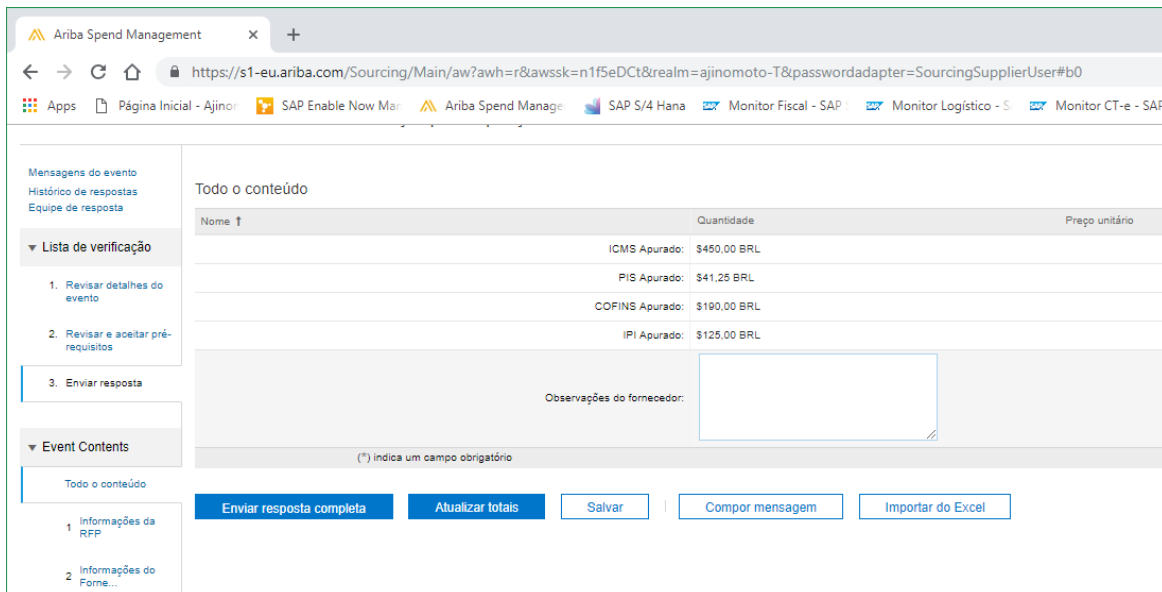 Ariba Spend Management
https://s1-eu.ariba.com/Sourcing/Main/aw?awh=r&awssk=n1f5eDCt&realm=ajinomoto-T&passwordadapter=SourcingSupplierUser#b0
Apps Página Inicial - Ajinor SAP Enable Now Man Ariba Spend Manage SAP S/4 Hana Monitor Fiscal - SAP Monitor Logístico - S Monitor CT-e - SAP
Mensagens do evento
Histórico de respostas
Equipe de resposta
Lista de verificação
1. Revisar detalhes do
evento
2. Revisar e aceitar pré-
requisitos
3. Enviar resposta
Event Contents
Todo o conteúdo
1 Informações da
RFP
2 Informações do
Forne...
Todo o conteúdo
Nome ↑ Quantidade Preço unitário
ICMS Apurado: $450,00 BRL
PIS Apurado: $41,25 BRL
COFINS Apurado: $190,00 BRL
IPI Apurado: $125,00 BRL
Observações do fornecedor:
(*) indica um campo obrigatório
Enviar resposta completa Atualizar totais Salvar Compor mensagem Importar do Excel